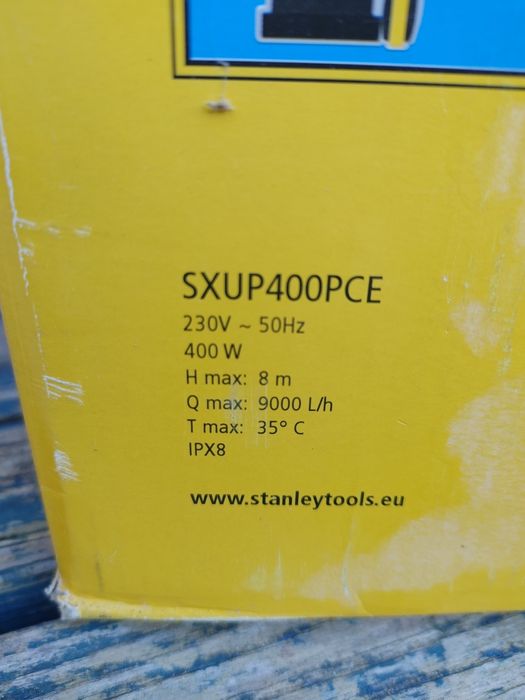 SXUP400PCE
230V ~ 50Hz
400 W
H max: 8 m
Q max: 9000 L/h
T max: 35° C
IPX8
www.stanleytools.eu